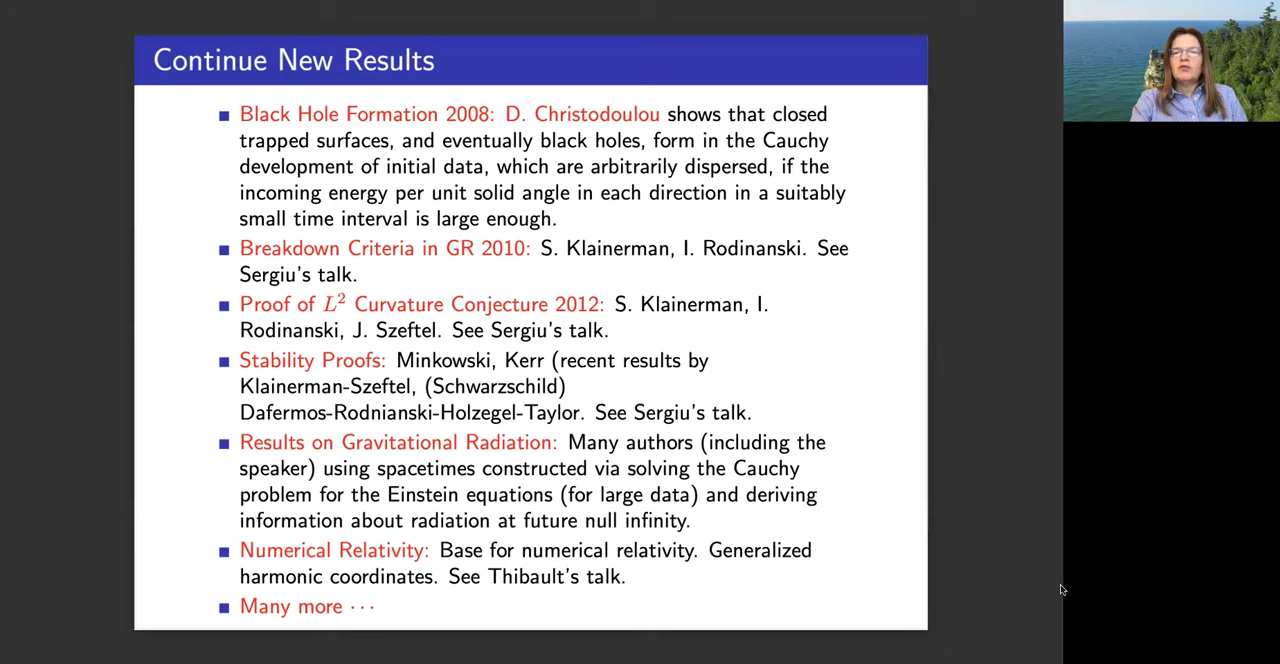 Continue New Results
Black Hole Formation 2008: D. Christodoulou shows that closed
trapped surfaces, and eventually black holes, form in the Cauchy
development of initial data, which are arbitrarily dispersed, if the
incoming energy per unit solid angle in each direction in a suitably
small time interval is large enough.
Breakdown Criteria in GR 2010: S. Klainerman, I. Rodinanski. See
Sergiu's talk.
Proof of L² Curvature Conjecture 2012: S. Klainerman, I.
Rodinanski, J. Szeftel. See Sergiu's talk.
Stability Proofs: Minkowski, Kerr (recent results by
Klainerman-Szeftel, (Schwarzschild)
Dafermos-Rodnianski-Holzegel-Taylor. See Sergiu's talk.
Results on Gravitational Radiation: Many authors (including the
speaker) using spacetimes constructed via solving the Cauchy
problem for the Einstein equations (for large data) and deriving
information about radiation at future null infinity.
Numerical Relativity: Base for numerical relativity. Generalized
harmonic coordinates. See Thibault's talk.
Many more ···